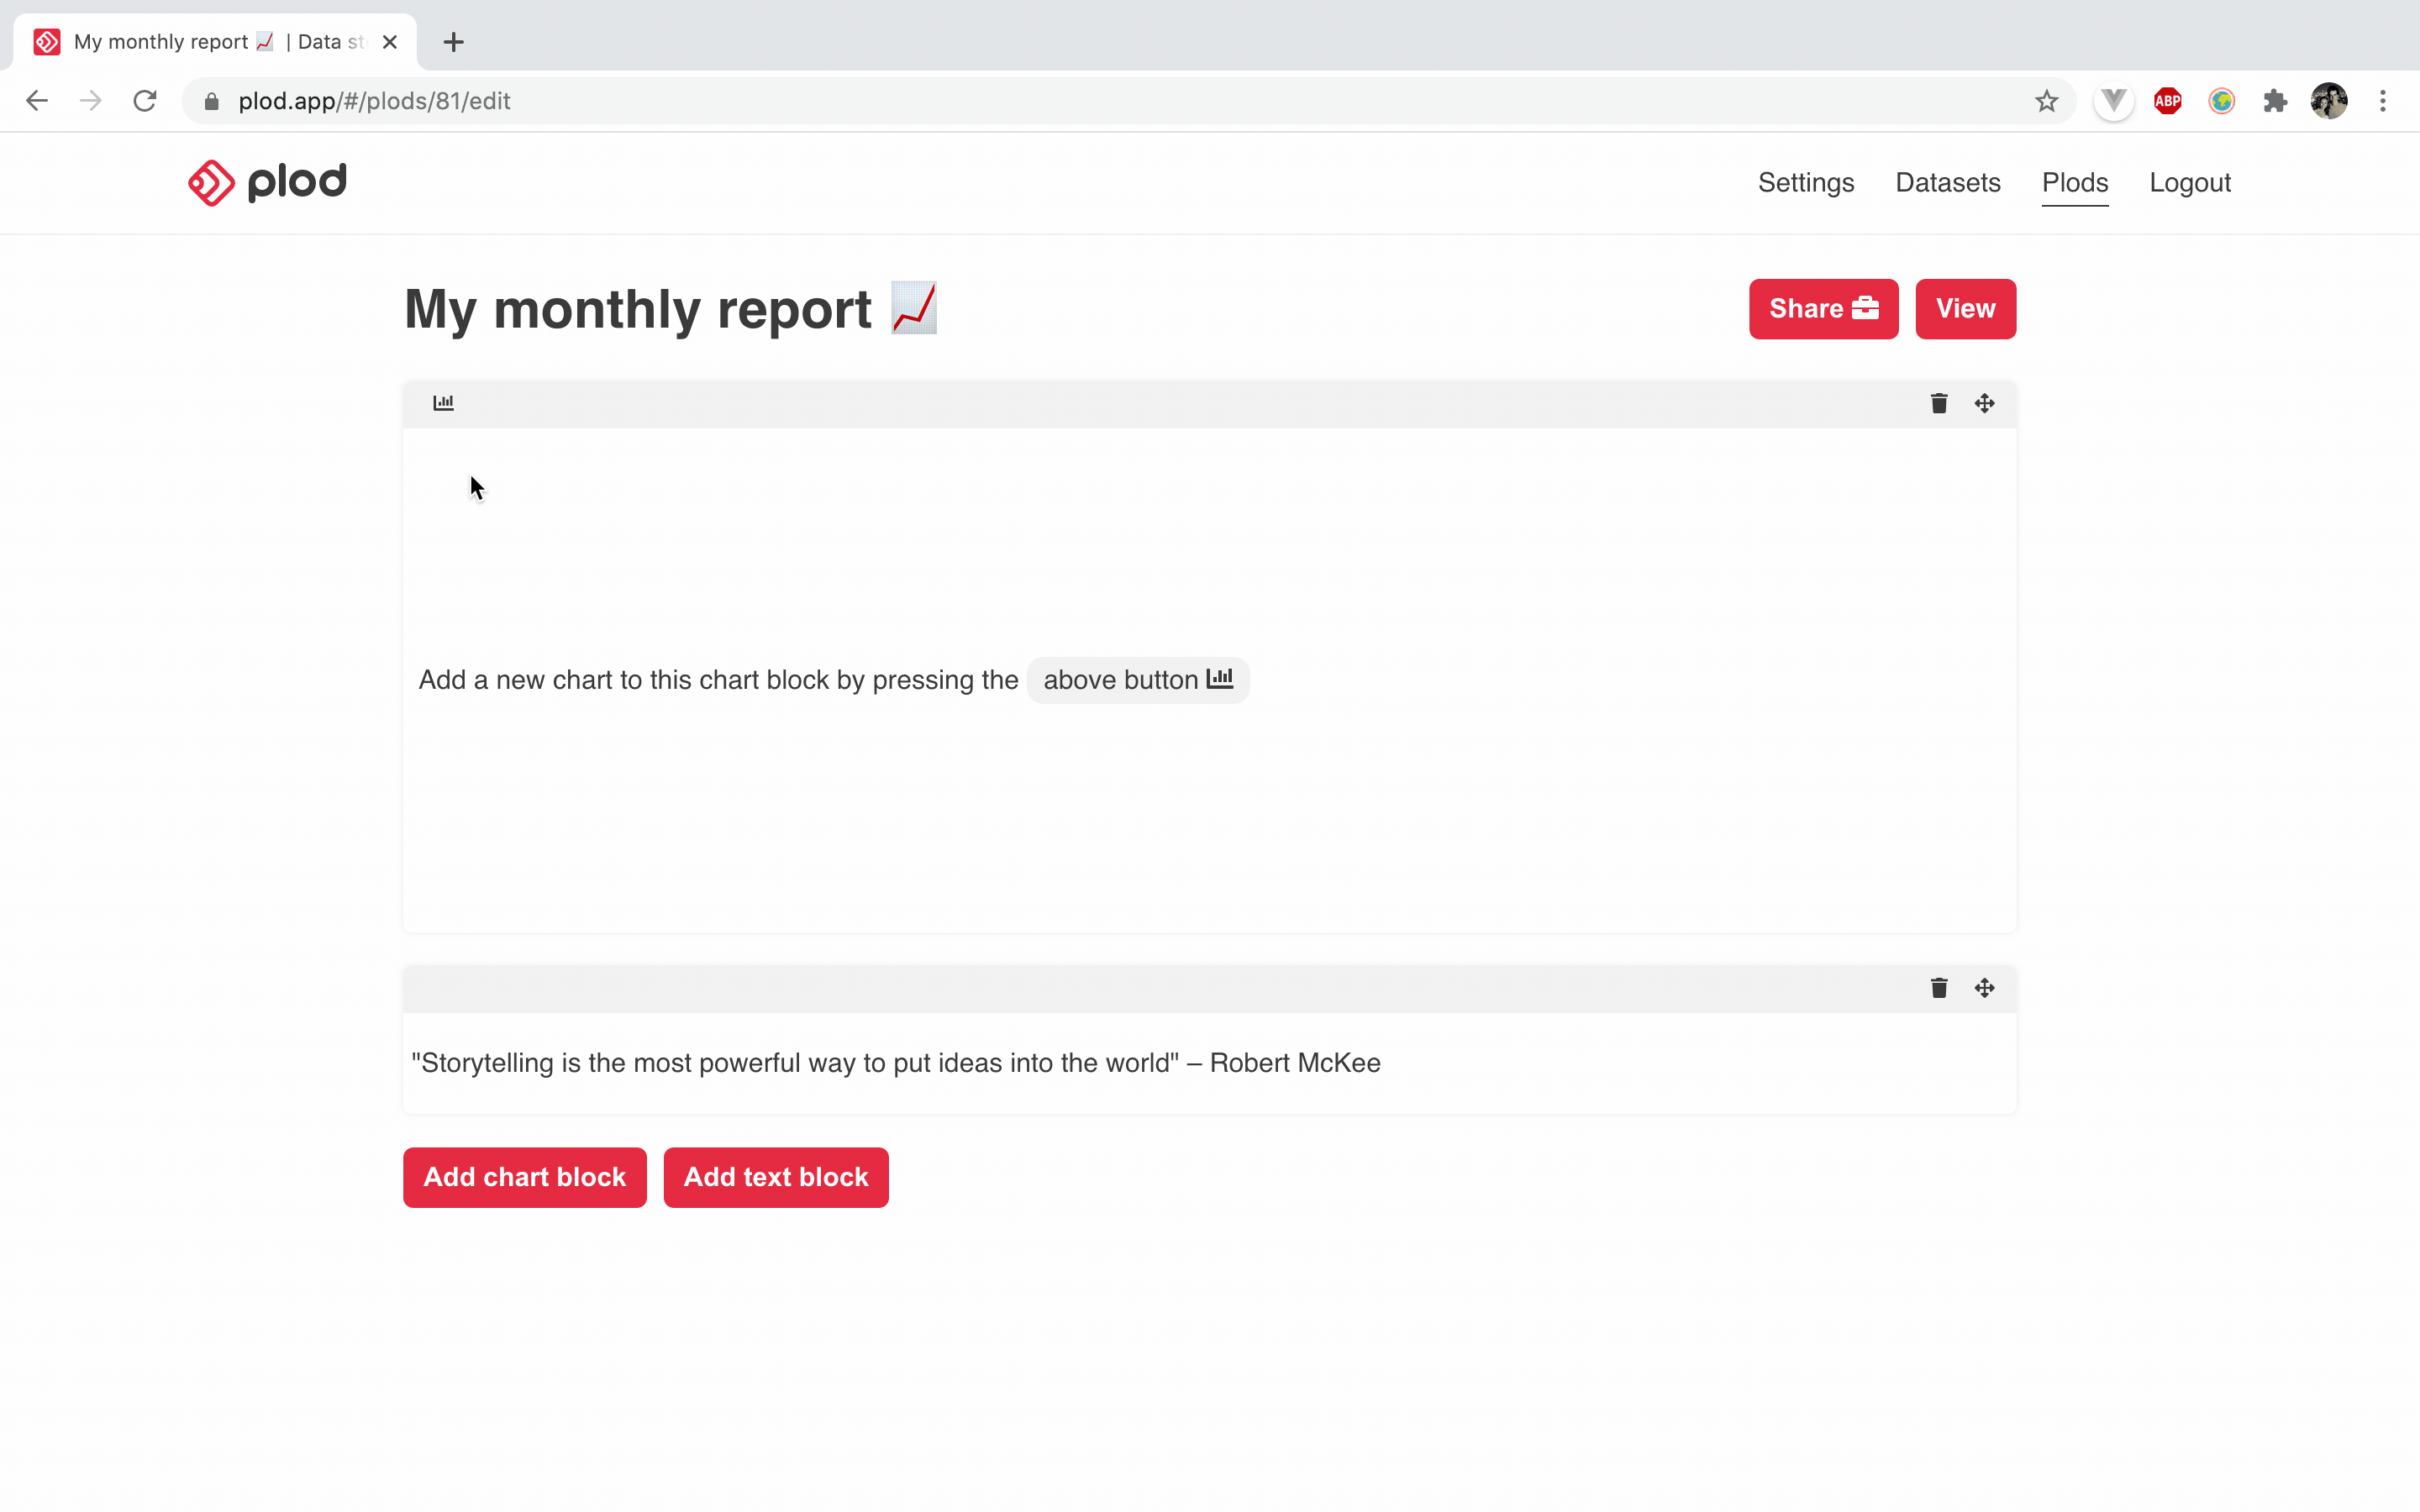 My monthly report 📈 | Data st
plod.app/#/plods/81/edit
ABP
plod
Settings Datasets Plods Logout
My monthly report 📈
Share View
Add a new chart to this chart block by pressing the above button
"Storytelling is the most powerful way to put ideas into the world" – Robert McKee
Add chart block Add text block